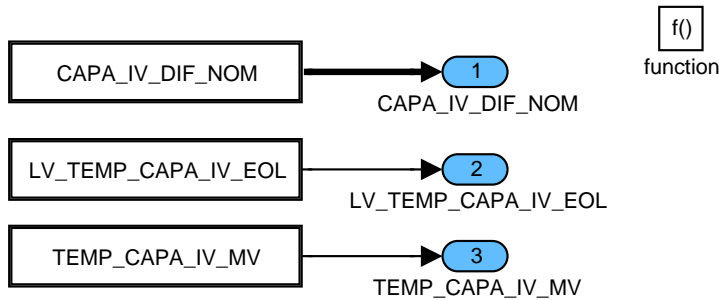 f()
function
CAPA_IV_DIF_NOM
1
CAPA_IV_DIF_NOM
LV_TEMP_CAPA_IV_EOL
2
LV_TEMP_CAPA_IV_EOL
TEMP_CAPA_IV_MV
3
TEMP_CAPA_IV_MV